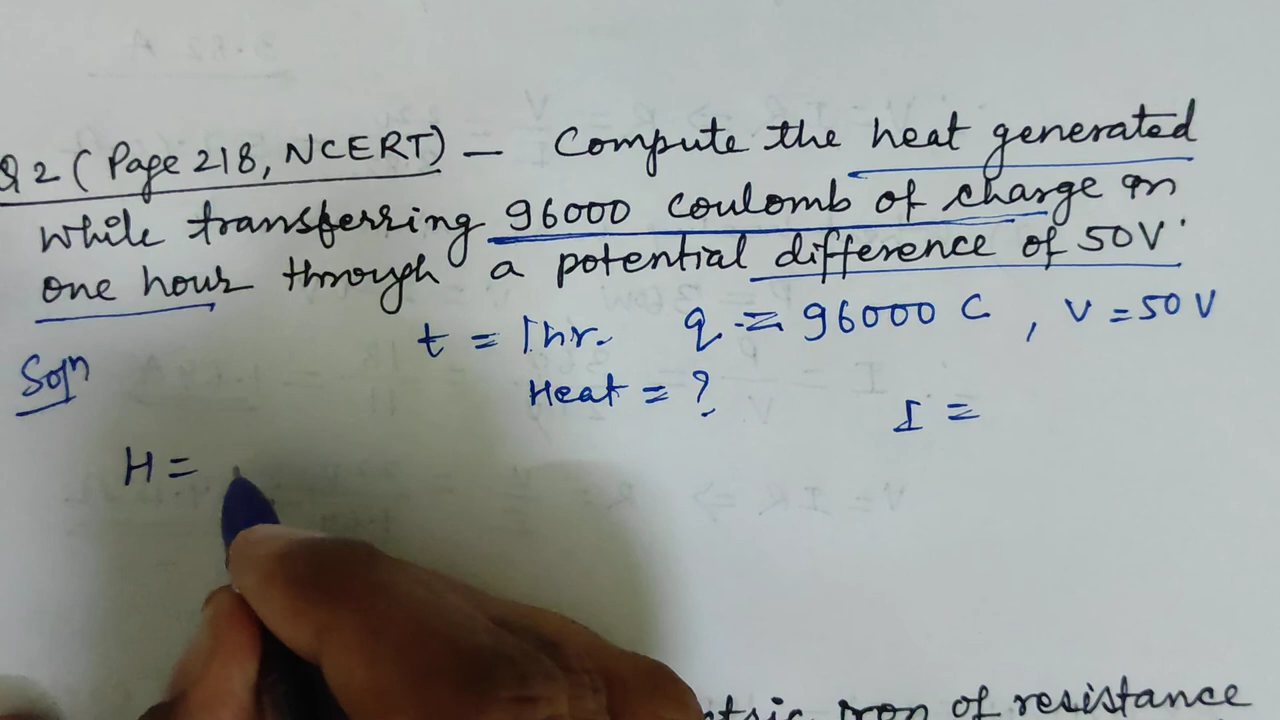 Q2 (Page 218, NCERT) – Compute the heat generated
while transferring 96000 coulomb of charge in
one hour through a potential difference of 50V.
t = 1hr. q = 96000 C , V = 50 V
Soln
Heat = ?
I =
H =
iron of resistance